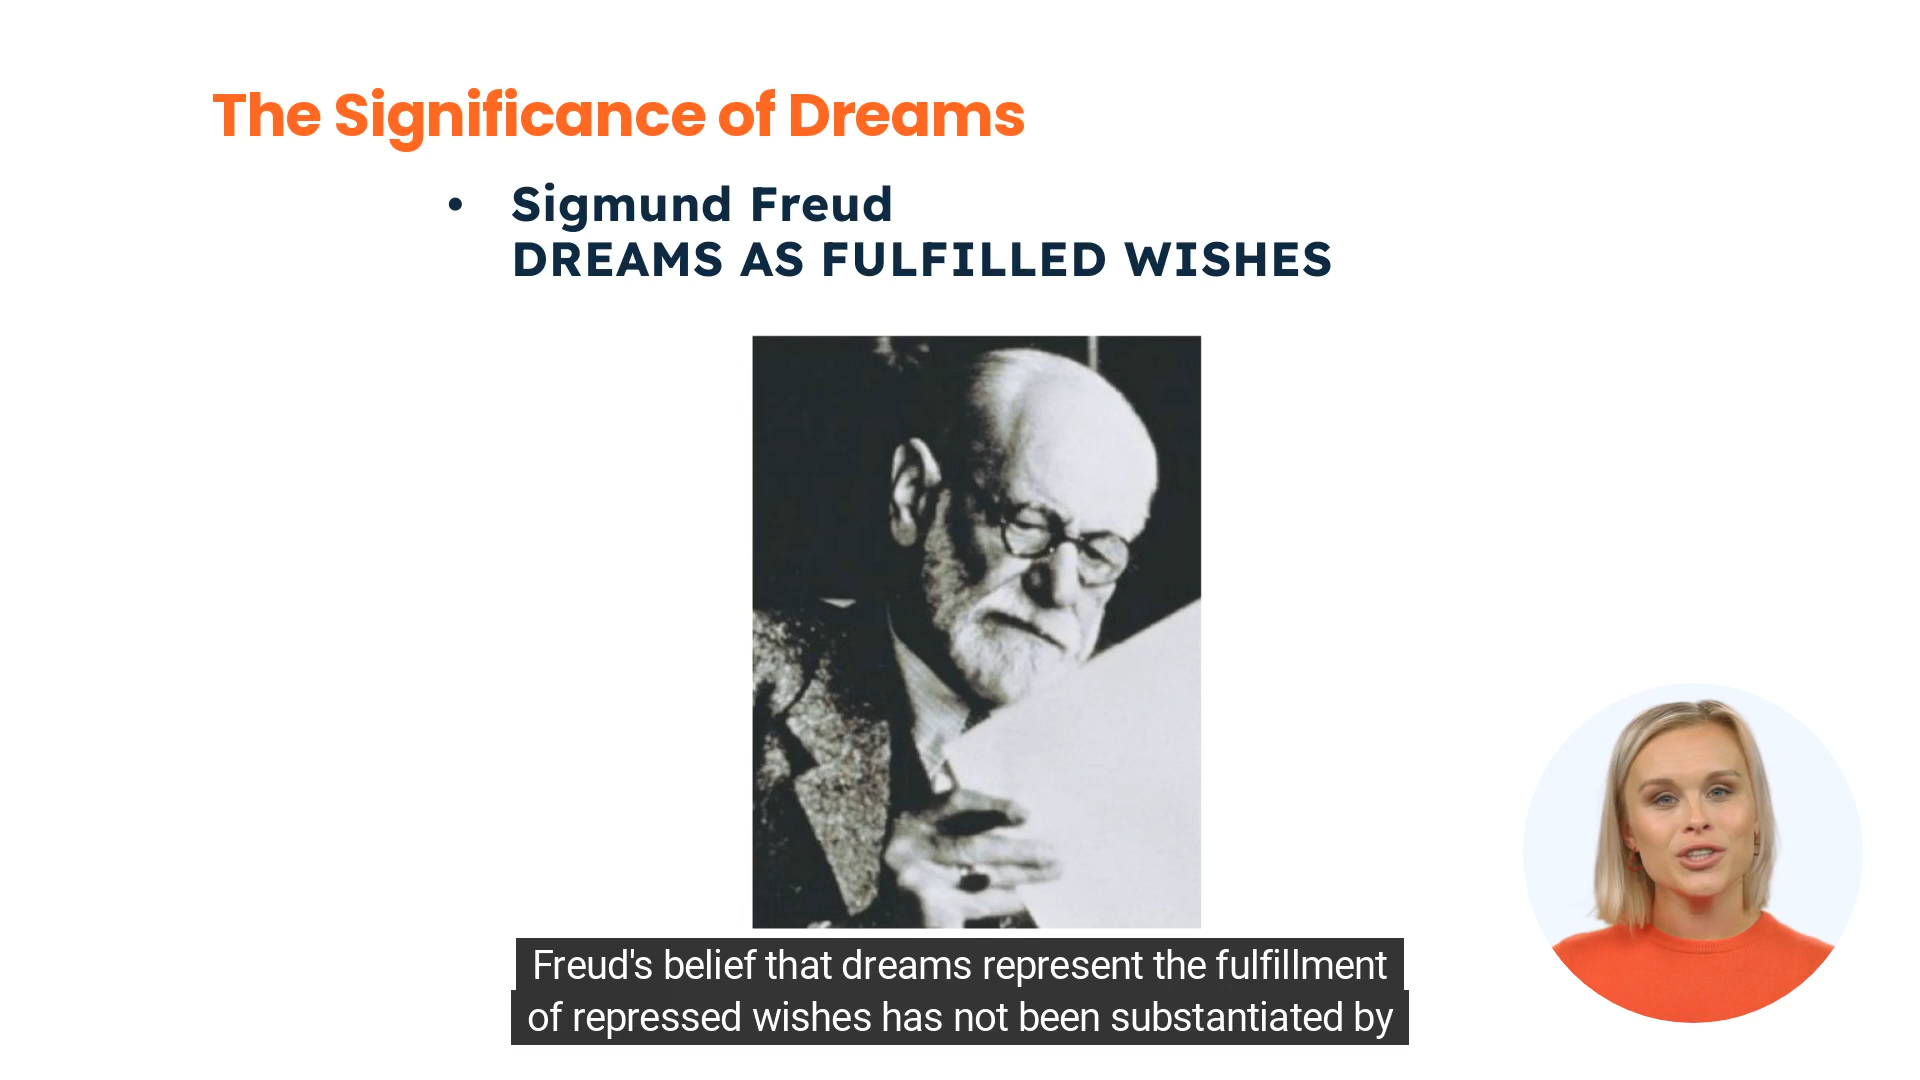 The Significance of Dreams
• Sigmund Freud
DREAMS AS FULFILLED WISHES
Freud's belief that dreams represent the fulfillment
of repressed wishes has not been substantiated by